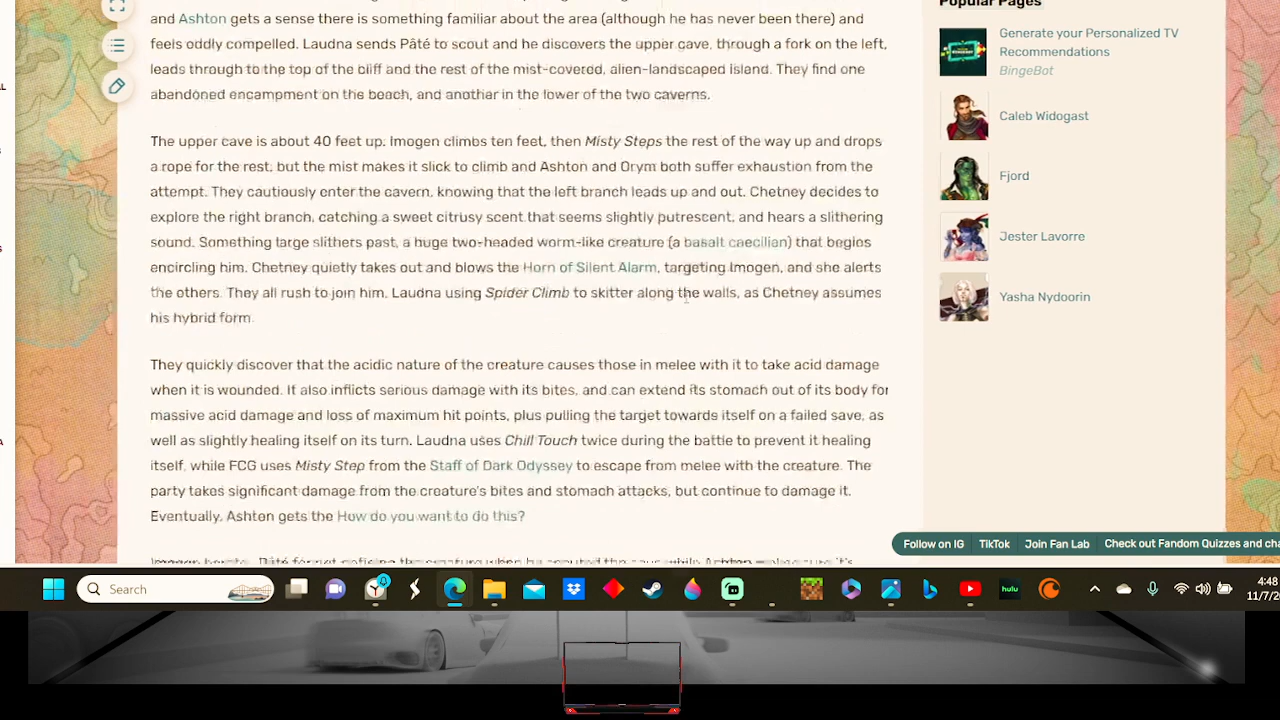 Popular Pages
and Ashton gets a sense there is something familiar about the area (although he has never been there) and
feels oddly compelled. Laudna sends Pâté to scout and he discovers the upper cave, through a fork on the left,
leads through to the top of the cliff and the rest of the mist-covered, alien-landscaped island. They find one
abandoned encampment on the beach, and another in the lower of the two caverns.
The upper cave is about 40 feet up. Imogen climbs ten feet, then Misty Steps the rest of the way up and drops
a rope for the rest, but the mist makes it slick to climb and Ashton and Orym both suffer exhaustion from the
attempt. They cautiously enter the cavern, knowing that the left branch leads up and out. Chetney decides to
explore the right branch, catching a sweet citrusy scent that seems slightly putrescent, and hears a slithering
sound. Something large slithers past, a huge two-headed worm-like creature (a basalt caecilian) that begins
encircling him. Chetney quietly takes out and blows the Horn of Silent Alarm, targeting Imogen, and she alerts
the others. They all rush to join him, Laudna using Spider Climb to skitter along the walls, as Chetney assumes
his hybrid form.
They quickly discover that the acidic nature of the creature causes those in melee with it to take acid damage
when it is wounded. It also inflicts serious damage with its bites, and can extend its stomach out of its body for
massive acid damage and loss of maximum hit points, plus pulling the target towards itself on a failed save, as
well as slightly healing itself on its turn. Laudna uses Chill Touch twice during the battle to prevent it healing
itself, while FCG uses Misty Step from the Staff of Dark Odyssey to escape from melee with the creature. The
party takes significant damage from the creature's bites and stomach attacks, but continue to damage it.
Eventually, Ashton gets the How do you want to do this?
Generate your Personalized TV
Recommendations
BingeBot
Caleb Widogast
Fjord
Jester Lavorre
Yasha Nydoorin
Follow on IG TikTok Join Fan Lab Check out Fandom Quizzes and cha
Search
hulu
4:48
11/7/2